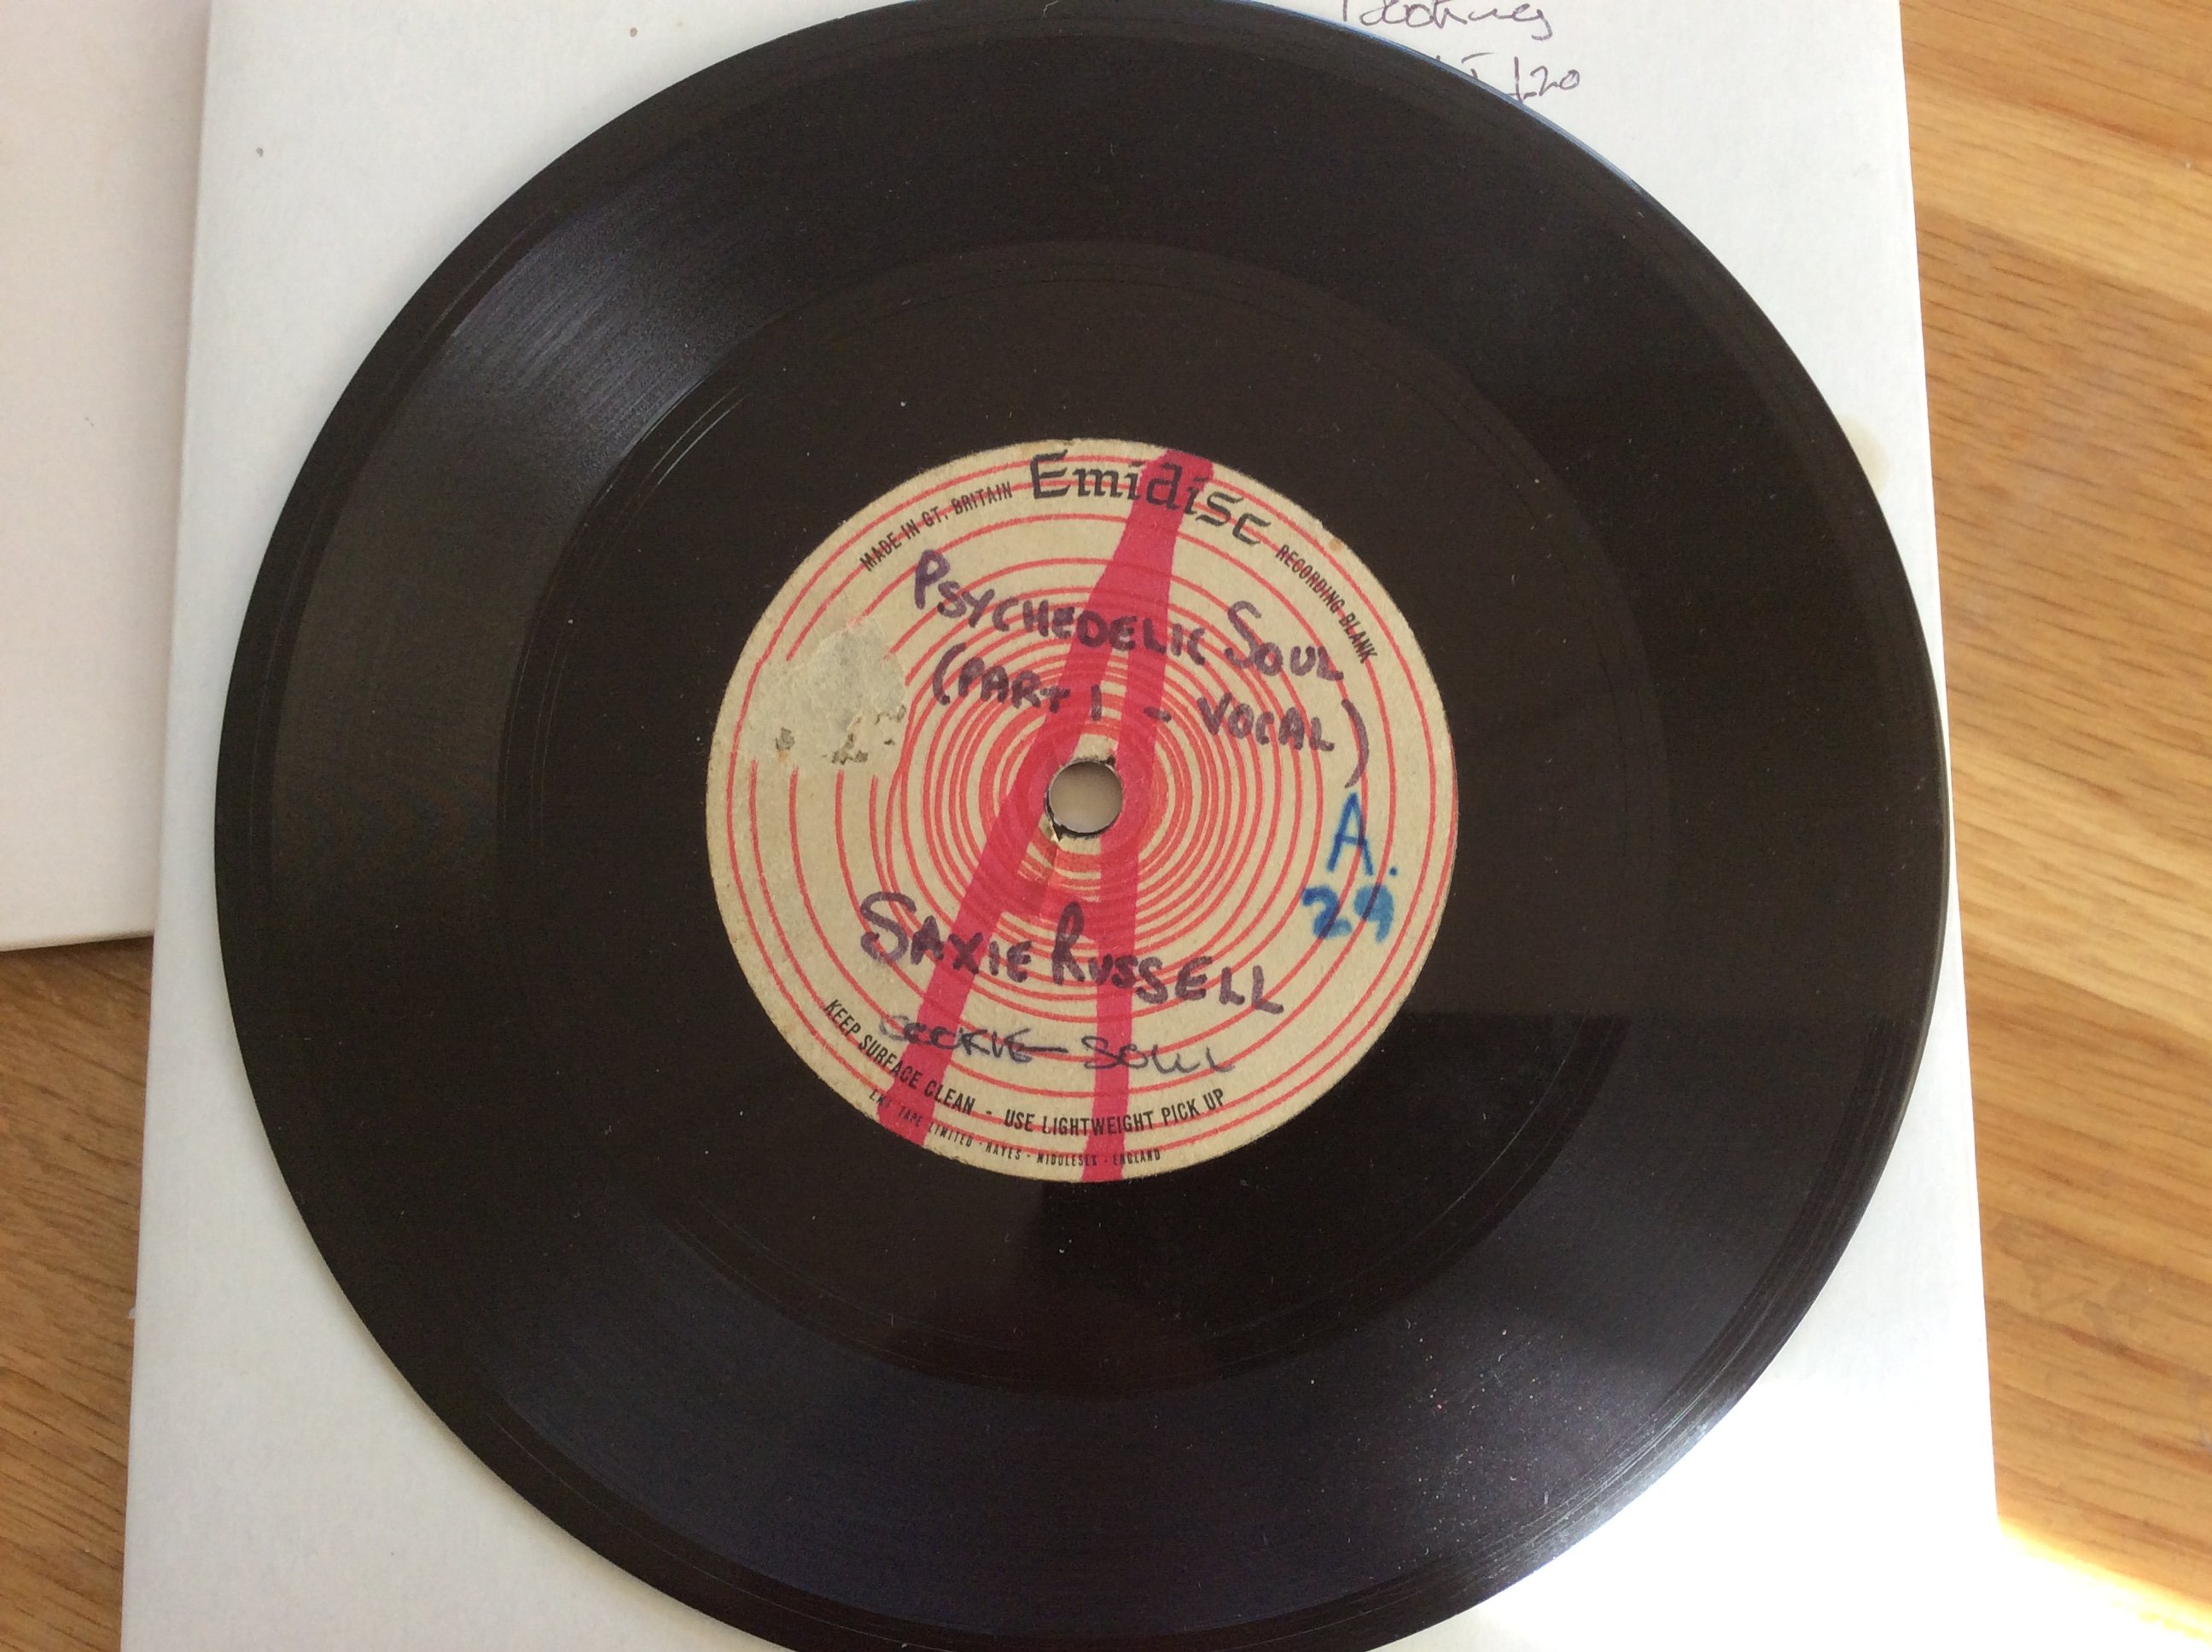 Emidisc
MADE IN GT. BRITAIN
RECORDING BLANK
PSYCHEDELIC SOUL
(PART 1 - VOCAL)
A.
29
SAXIE RUSSELL
SOUL
KEEP SURFACE CLEAN - USE LIGHTWEIGHT PICK UP
EMI TAPE LIMITED - HAYES - MIDDLESEX - ENGLAND